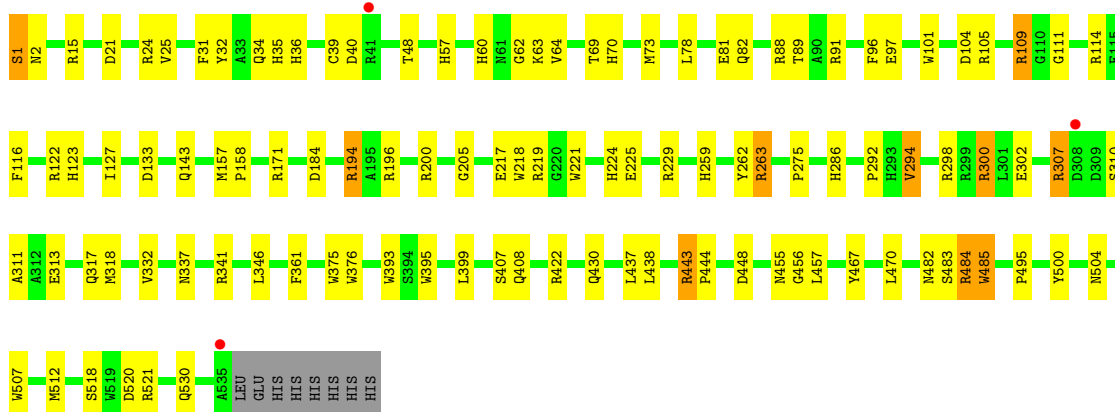 S1 N2 R15 D21 R24 V25 F31 Y32 A33 Q34 H35 H36 C39 D40 R41 T48 H57 H60 N61 G62 K63 V64 T69 H70 M73 L78 E81 Q82 R88 T89 A90 R91 F96 E97 W101 D104 R105 R109 G110 G111 R114 E115
F116 R122 H123 I127 D133 Q143 M157 P158 R171 D184 R194 A195 R196 R200 G205 E217 W218 R219 G220 W221 H224 E225 R229 H259 Y262 R263 P275 H286 P292 H293 V294 R298 R299 R300 L301 E302 R307 D308 D309 S310
A311 A312 E313 Q317 M318 V332 N337 R341 L346 F361 W375 W376 W393 S394 W395 L399 S407 Q408 R422 Q430 L437 L438 R443 P444 D448 N455 G456 L457 Y467 L470 N482 S483 R484 W485 P495 Y500 N504
W507 M512 S518 W519 D520 R521 Q530 A535 LEU GLU HIS HIS HIS HIS HIS HIS